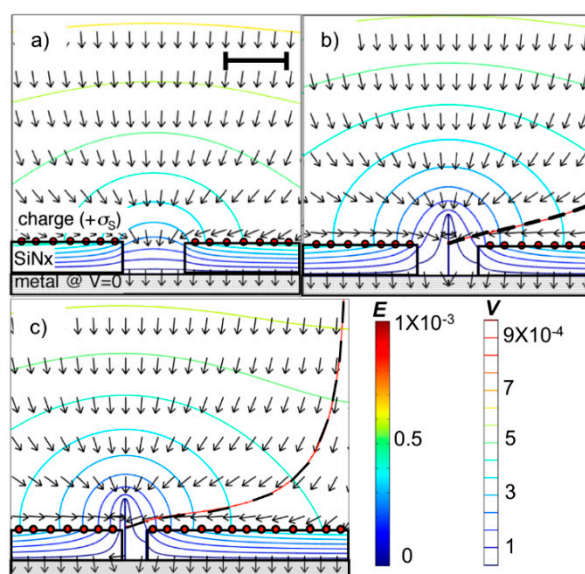 a)
b)
charge (+σs)
SiNx
metal @ V=0
c)
E
V
1X10-3
9X10-4
7
0.5
5
3
0
1